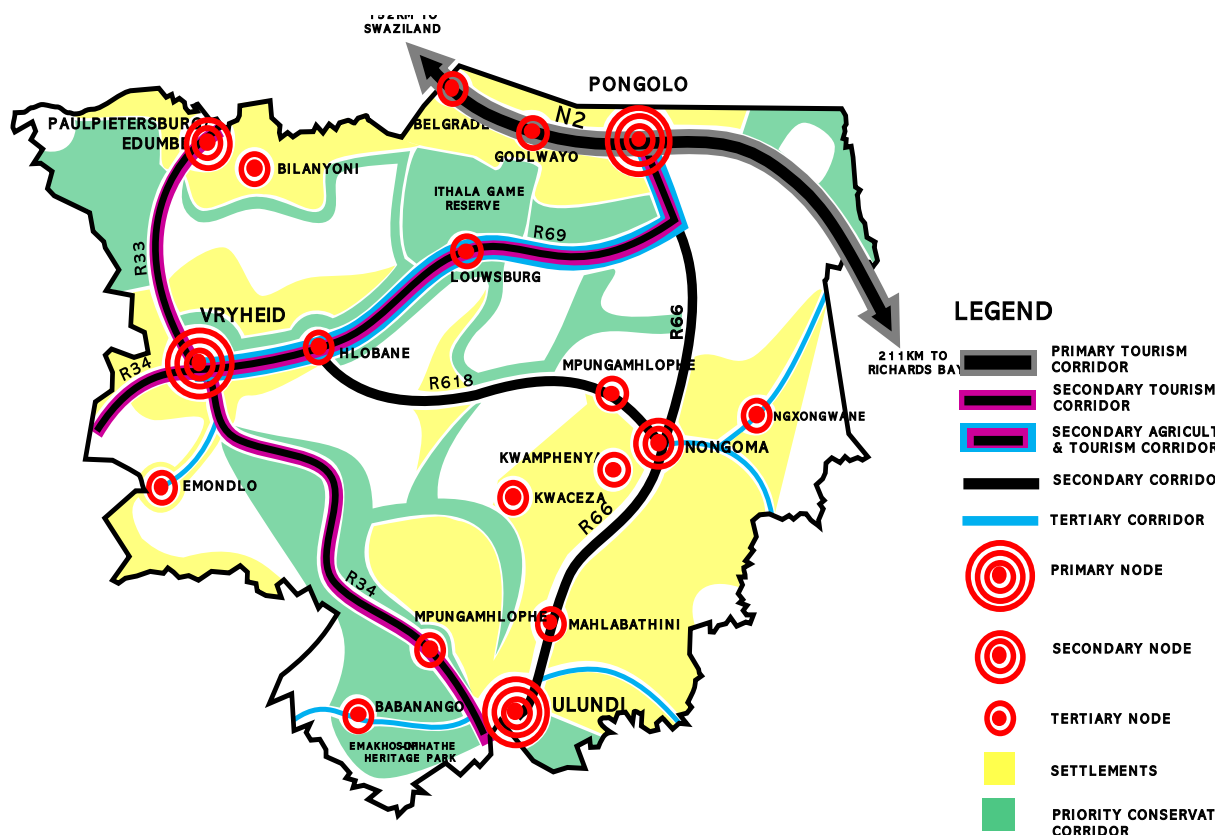 152KM TO
SWAZILAND
PONGOLO
N2
BELGRADE
GODLWAYO
PAULPIETERSBURG
EDUMBE
BILANYONI
ITHALA GAME
RESERVE
R69
R33
LOUWSBURG
VRYHEID
HLOBANE
R34
R618
R66
MPUNGAMHLOPHE
211KM TO
RICHARDS BAY
NGXONGWANE
NONGOMA
KWAMPHENYA
KWACEZA
EMONDLO
R66
R34
MPUNGAMHLOPHE
MAHLABATHINI
BABANANGO
ULUNDI
HERITAGE PARK
LEGEND
PRIMARY TOURISM
CORRIDOR
SECONDARY TOURISM
CORRIDOR
SECONDARY AGRICULT
& TOURISM CORRIDOR
SECONDARY CORRIDO
TERTIARY CORRIDOR
PRIMARY NODE
SECONDARY NODE
TERTIARY NODE
SETTLEMENTS
PRIORITY CONSERVAT
CORRIDOR